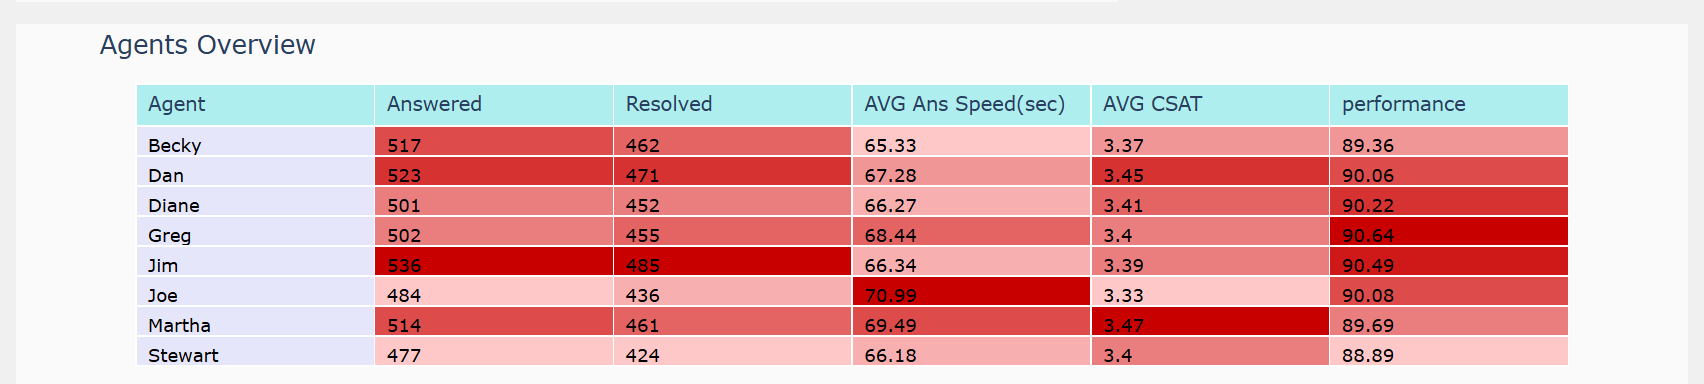 Agents Overview
Agent Answered Resolved AVG Ans Speed(sec) AVG CSAT performance
Becky 517 462 65.33 3.37 89.36
Dan 523 471 67.28 3.45 90.06
Diane 501 452 66.27 3.41 90.22
Greg 502 455 68.44 3.4 90.64
Jim 536 485 66.34 3.39 90.49
Joe 484 436 70.99 3.33 90.08
Martha 514 461 69.49 3.47 89.69
Stewart 477 424 66.18 3.4 88.89